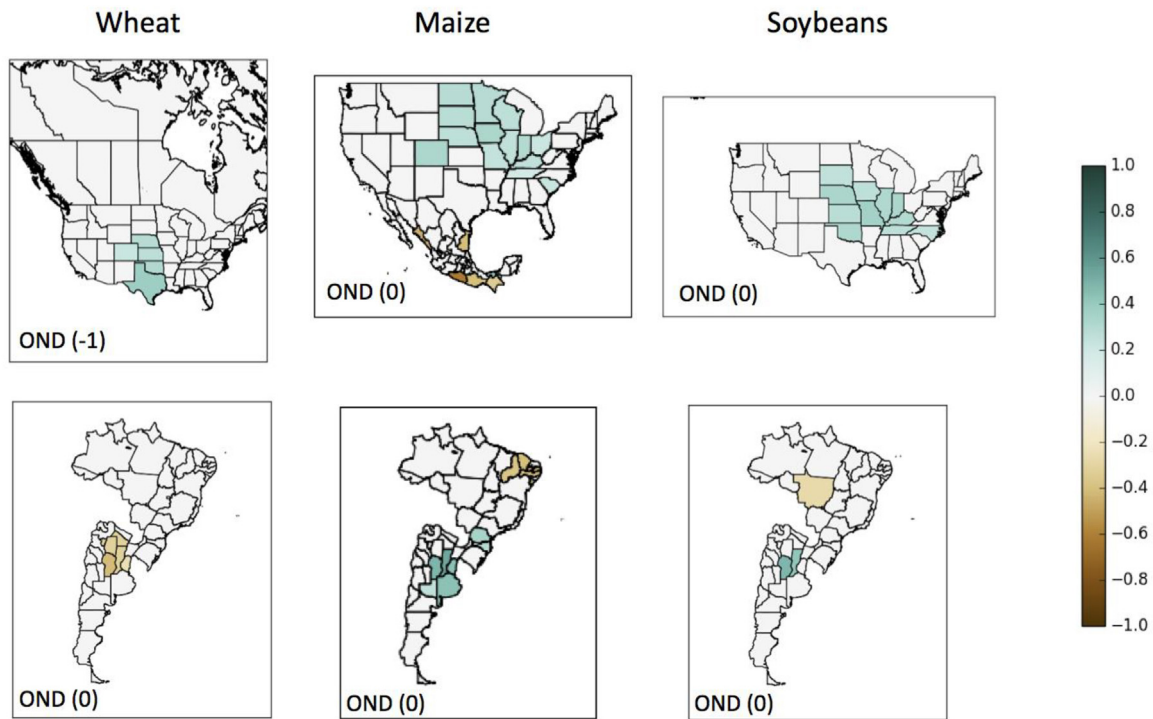 Wheat
Maize
Soybeans
OND (-1)
OND (0)
OND (0)
1.0
0.8
0.6
0.4
0.2
0.0
−0.2
−0.4
−0.6
−0.8
−1.0
OND (0)
OND (0)
OND (0)